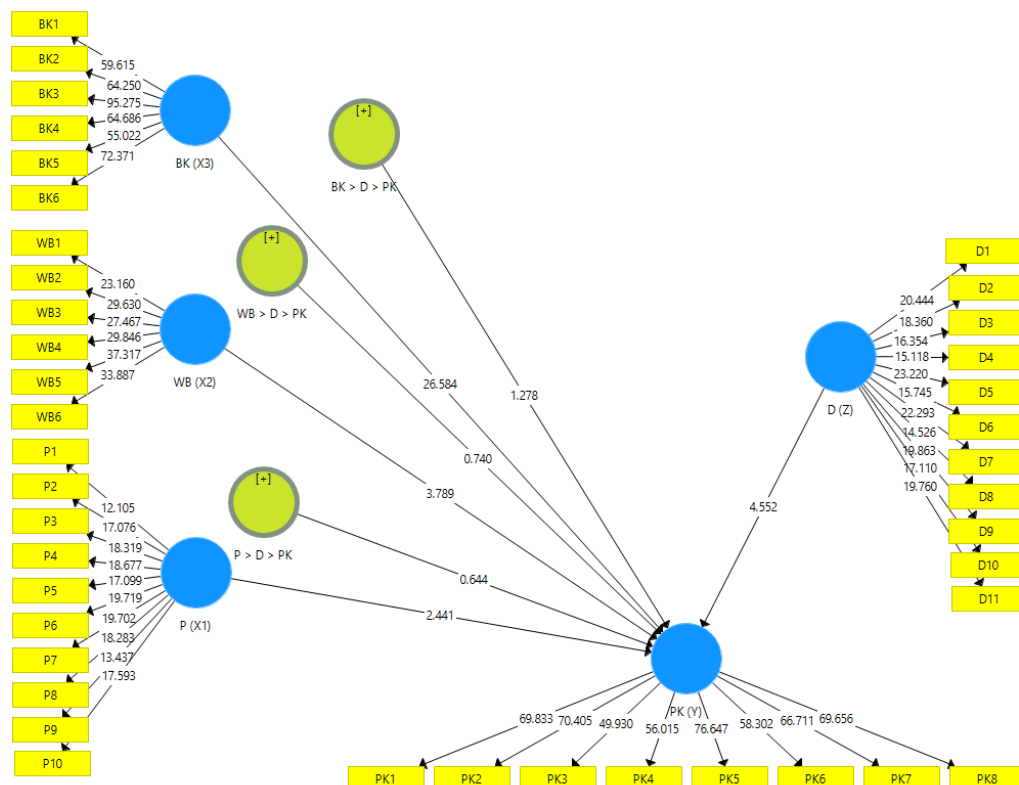 BK1
BK2
BK3
BK4
BK5
BK6
59.615
64.250
95.275
64.686
55.022
72.371
BK (X3)
[+]
BK > D > PK
WB1
WB2
WB3
WB4
WB5
WB6
23.160
29.630
27.467
29.846
37.317
33.887
WB (X2)
[+]
WB > D > PK
P1
P2
P3
P4
P5
P6
P7
P8
P9
P10
12.105
17.076
18.319
18.677
17.099
19.719
19.702
18.283
13.437
17.593
P (X1)
[+]
P > D > PK
26.584
1.278
0.740
3.789
0.644
2.441
4.552
D (Z)
20.444
18.360
16.354
15.118
23.220
15.745
22.293
14.526
19.863
17.110
19.760
D1
D2
D3
D4
D5
D6
D7
D8
D9
D10
D11
PK (Y)
69.833
70.405
49.930
56.015
76.647
58.302
66.711
69.656
PK1
PK2
PK3
PK4
PK5
PK6
PK7
PK8